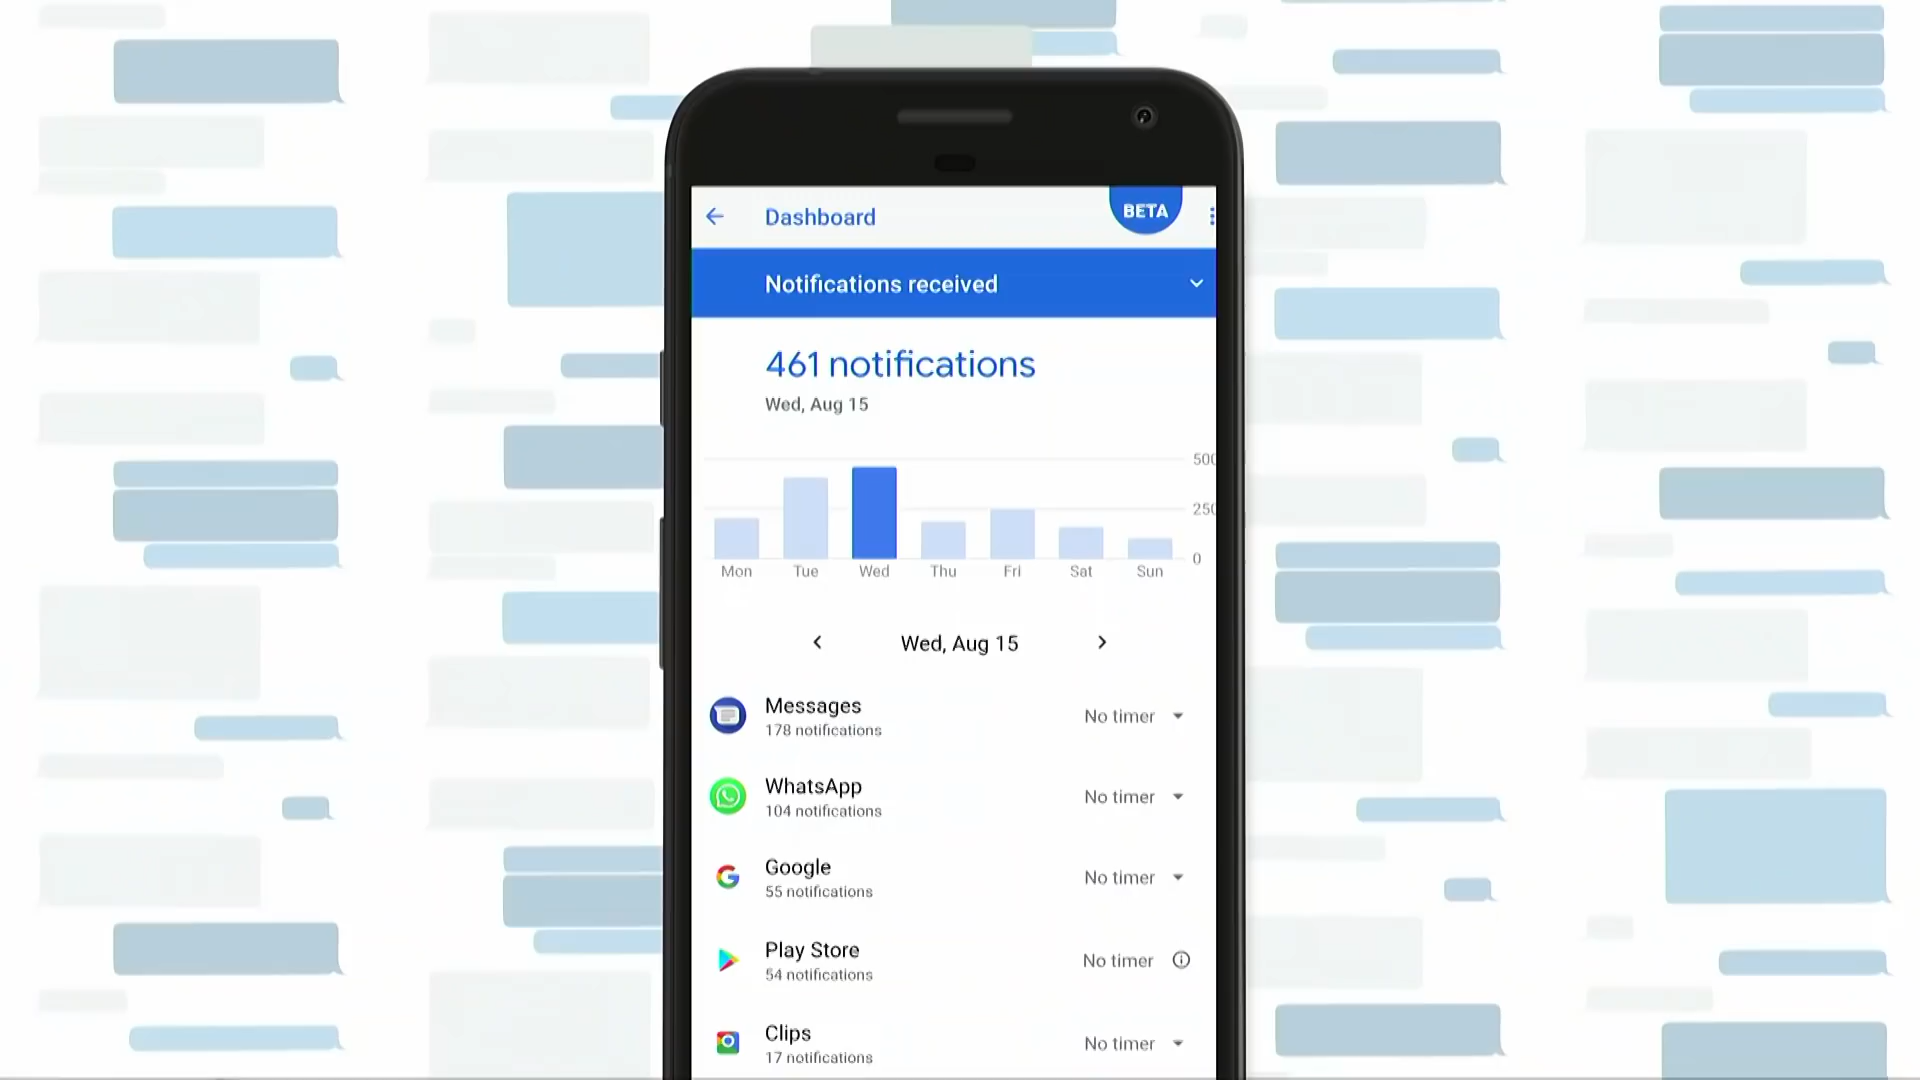 Dashboard
BETA
Notifications received
461 notifications
Wed, Aug 15
500
250
0
Mon Tue Wed Thu Fri Sat Sun
Wed, Aug 15
Messages
178 notifications
No timer
WhatsApp
104 notifications
No timer
Google
55 notifications
No timer
Play Store
54 notifications
No timer
Clips
17 notifications
No timer